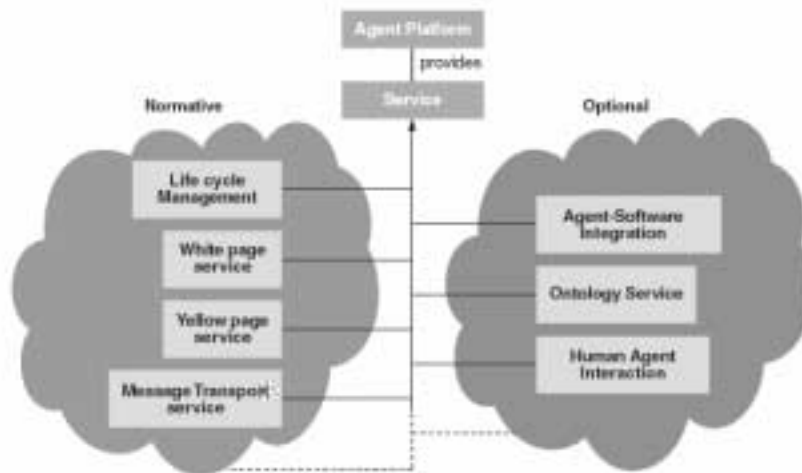 Agent Platform
provides
Service
Normative
Optional
Life cycle
Management
White page
service
Yellow page
service
Message Transport
service
Agent-Software
Integration
Ontology Service
Human Agent
Interaction